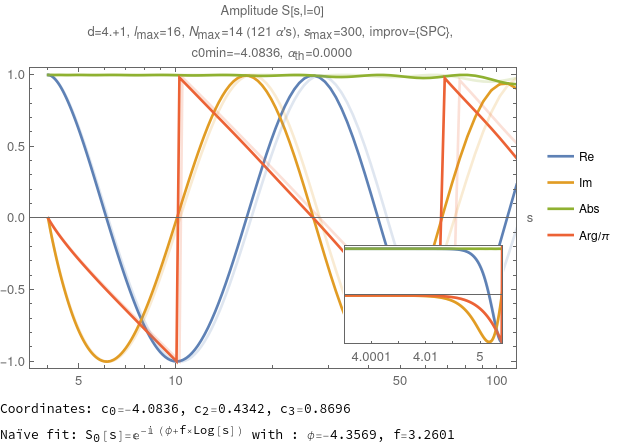 Amplitude S[s,l=0]
d=4.+1, lmax=16, Nmax=14 (121 α's), smax=300, improv={SPC},
c0min=-4.0836, αth=0.0000
1.0
0.5
0.0
-0.5
-1.0
5
10
50
100
s
4.0001
4.01
5
Re
Im
Abs
Arg/π
Coordinates: c0=-4.0836, c2=0.4342, c3=0.8696
Naïve fit: S0[s]=e^-i (ϕ+f×Log[s]) with : ϕ=-4.3569, f=3.2601